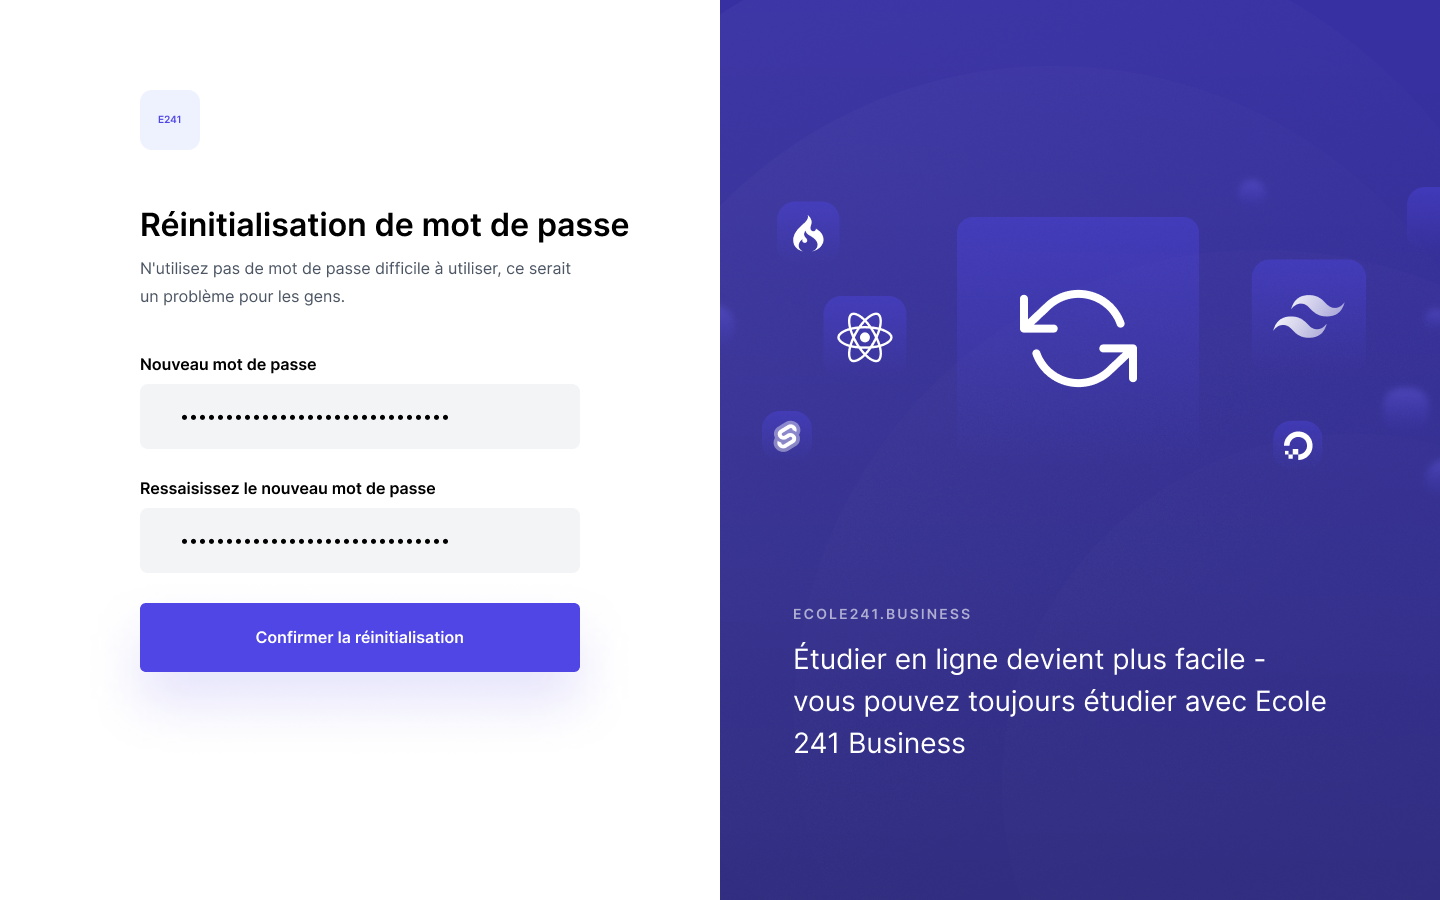 E241
Réinitialisation de mot de passe
N'utilisez pas de mot de passe difficile à utiliser, ce serait
un problème pour les gens.
Nouveau mot de passe
••••••••••••••••••••••••••••••
Ressaisissez le nouveau mot de passe
••••••••••••••••••••••••••••••
Confirmer la réinitialisation
ECOLE241.BUSINESS
Étudier en ligne devient plus facile -
vous pouvez toujours étudier avec Ecole
241 Business